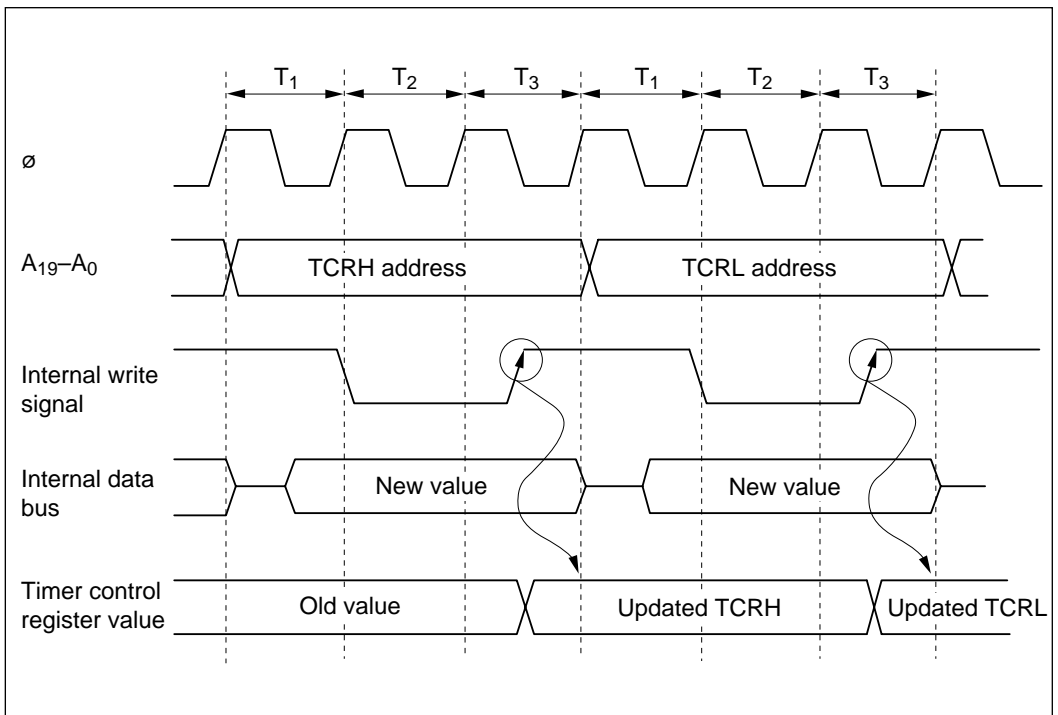 T₁ T₂ T₃ T₁ T₂ T₃
ø
A₁₉–A₀
TCRH address TCRL address
Internal write
signal
Internal data
bus
New value New value
Timer control
register value
Old value Updated TCRH Updated TCRL